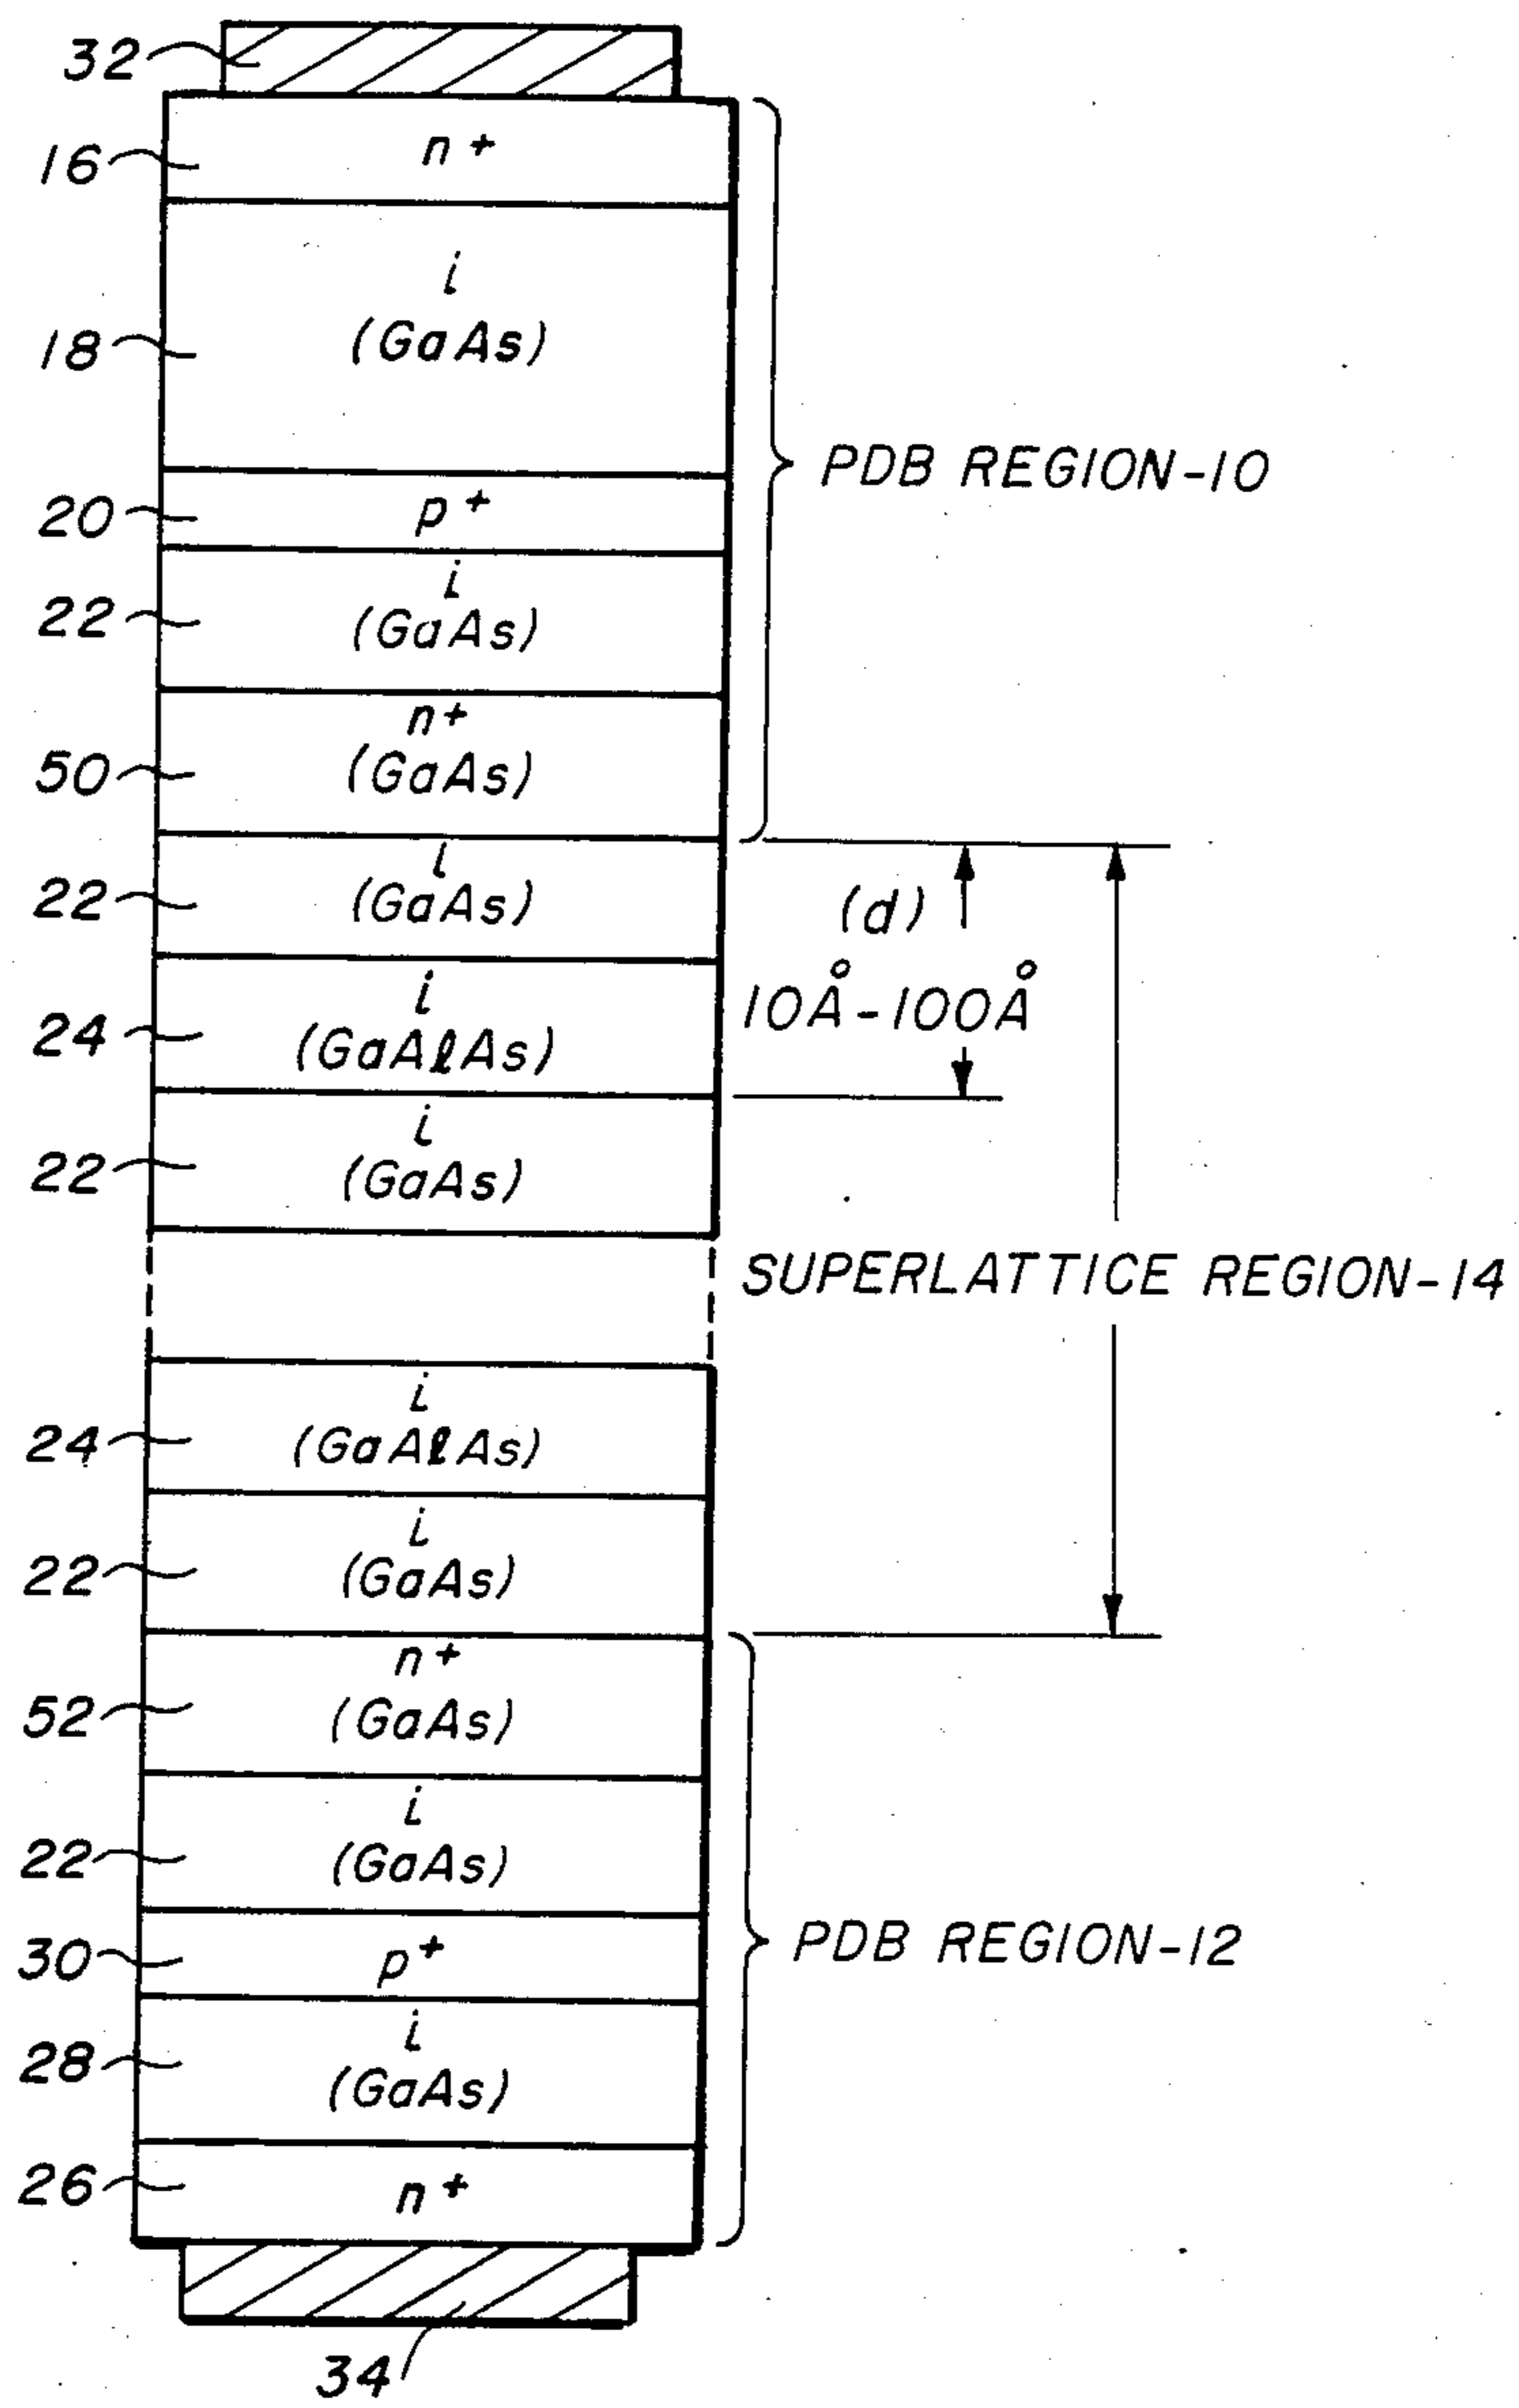 32
16
n+
18
i
(GaAs)
PDB REGION-10
20
p+
22
i
(GaAs)
50
n+
(GaAs)
22
i
(GaAs)
(d)
10Å-100Å
24
i
(GaAlAs)
22
i
(GaAs)
SUPERLATTICE REGION-14
24
i
(GaAlAs)
22
i
(GaAs)
52
n+
(GaAs)
22
i
(GaAs)
30
p+
PDB REGION-12
28
i
(GaAs)
26
n+
34